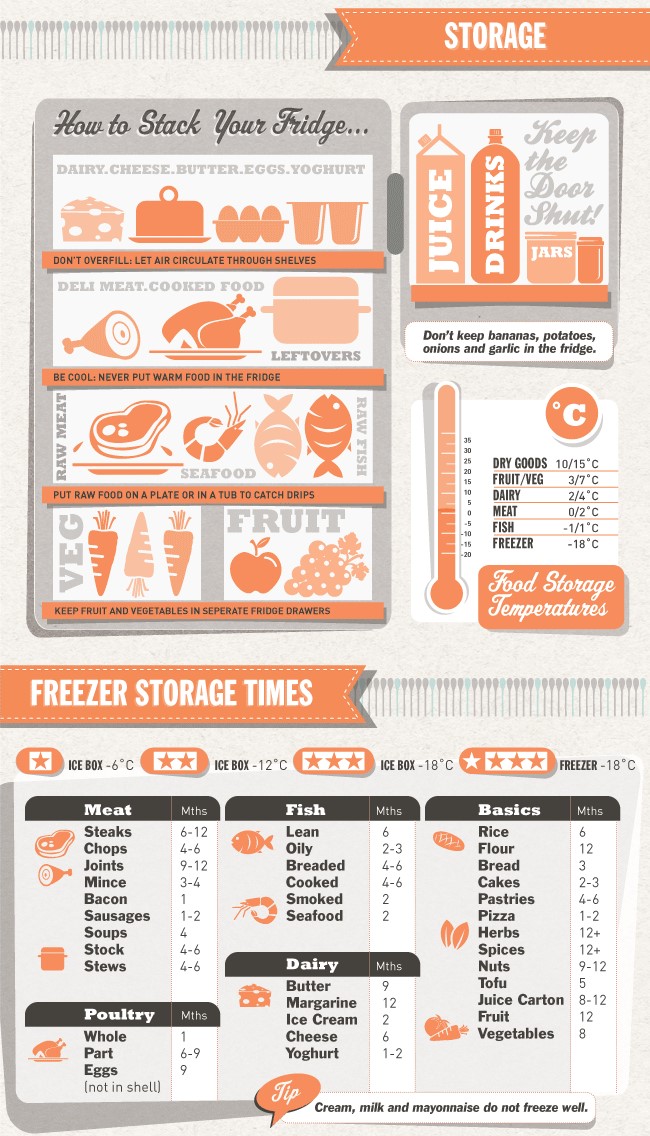 STORAGE
How to Stack Your Fridge...
DAIRY.CHEESE.BUTTER.EGGS.YOGHURT
DON'T OVERFILL: LET AIR CIRCULATE THROUGH SHELVES
DELI MEAT.COOKED FOOD
LEFTOVERS
BE COOL: NEVER PUT WARM FOOD IN THE FRIDGE
RAW MEAT
SEAFOOD
RAW FISH
PUT RAW FOOD ON A PLATE OR IN A TUB TO CATCH DRIPS
VEG
FRUIT
KEEP FRUIT AND VEGETABLES IN SEPERATE FRIDGE DRAWERS
JUICE
DRINKS
JARS
Keep
the
Door
Shut!
Don't keep bananas, potatoes,
onions and garlic in the fridge.
°C
35
30
25
20
15
10
5
0
-5
-10
-15
-20
DRY GOODS 10/15°C
FRUIT/VEG 3/7°C
DAIRY 2/4°C
MEAT 0/2°C
FISH -1/1°C
FREEZER -18°C
Food Storage
Temperatures
FREEZER STORAGE TIMES
ICE BOX -6°C ICE BOX -12°C ICE BOX -18°C FREEZER -18°C
Meat Mths
Steaks 6-12
Chops 4-6
Joints 9-12
Mince 3-4
Bacon 1
Sausages 1-2
Soups 4
Stock 4-6
Stews 4-6
Poultry Mths
Whole 1
Part 6-9
Eggs 9
(not in shell)
Fish Mths
Lean 6
Oily 2-3
Breaded 4-6
Cooked 4-6
Smoked 2
Seafood 2
Dairy Mths
Butter 9
Margarine 12
Ice Cream 2
Cheese 6
Yoghurt 1-2
Basics Mths
Rice 6
Flour 12
Bread 3
Cakes 2-3
Pastries 4-6
Pizza 1-2
Herbs 12+
Spices 12+
Nuts 9-12
Tofu 5
Juice Carton 8-12
Fruit 12
Vegetables 8
Tip
Cream, milk and mayonnaise do not freeze well.